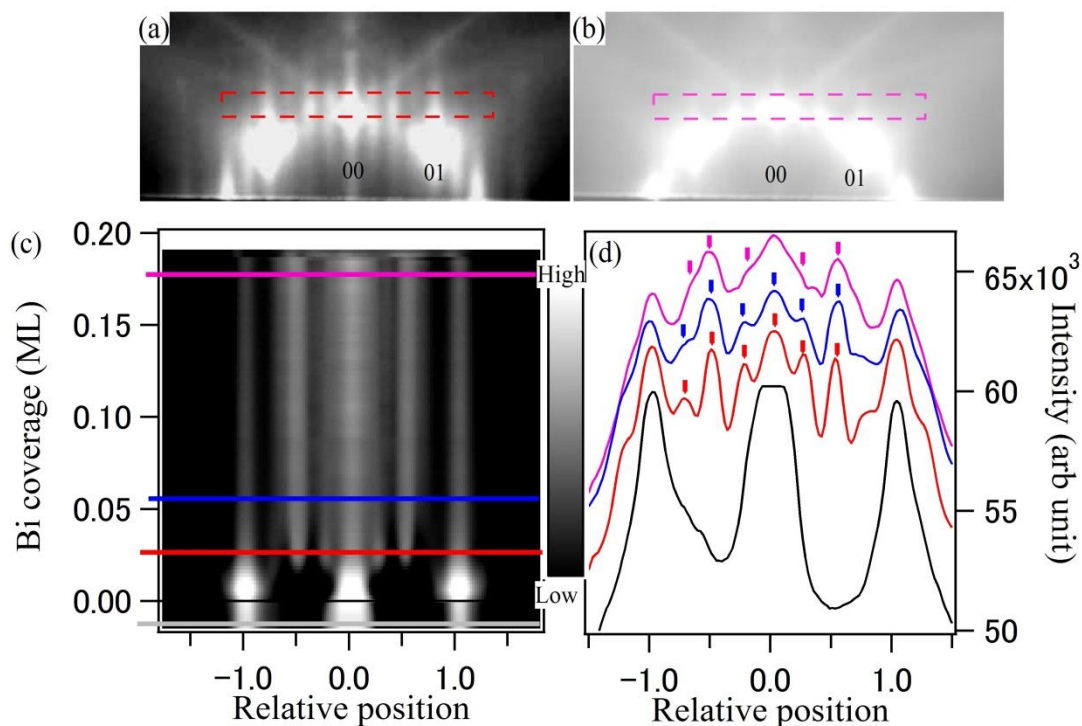 (a)
00
01
(b)
00
01
(c)
Bi coverage (ML)
0.20
0.15
0.10
0.05
0.00
−1.0
0.0
1.0
Relative position
High
Low
(d)
65x10³
60
55
50
Intensity (arb unit)
−1.0
0.0
1.0
Relative position